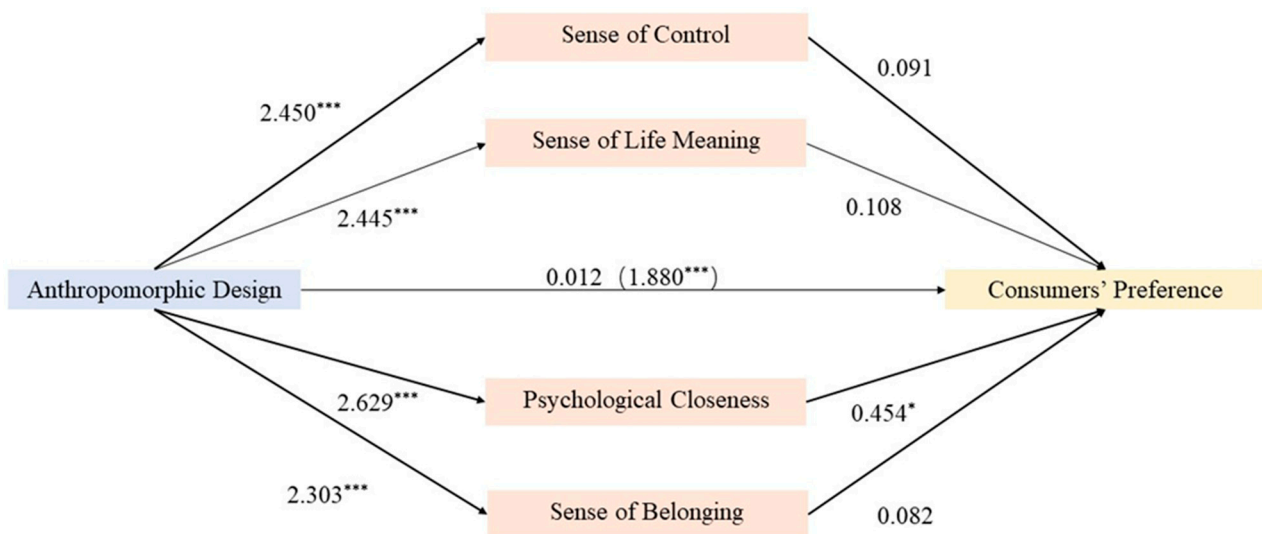 Sense of Control
0.091
2.450***
Sense of Life Meaning
2.445***
0.108
0.012（1.880***）
Anthropomorphic Design
Consumers’ Preference
Psychological Closeness
2.629***
0.454*
2.303***
Sense of Belonging
0.082